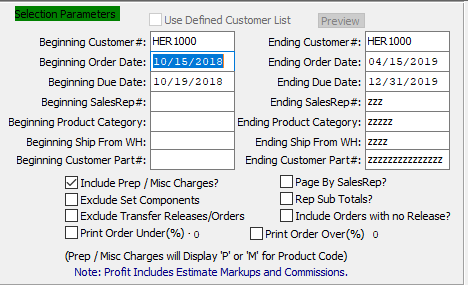 Selection Parameters Use Defined Customer List Preview
Beginning Customer#: HER1000 Ending Customer#: HER1000
Beginning Order Date: 10/15/2018 Ending Order Date: 04/15/2019
Beginning Due Date: 10/19/2018 Ending Due Date: 12/31/2019
Beginning SalesRep#: Ending SalesRep#: zzz
Beginning Product Category: Ending Product Category: zzzzz
Beginning Ship From WH: Ending Ship From WH: zzzz
Beginning Customer Part#: Ending Customer Part#: zzzzzzzzzzzzzzz
Include Prep / Misc Charges? Page By SalesRep?
Exclude Set Components Rep Sub Totals?
Exclude Transfer Releases/Orders Include Orders with no Release?
Print Order Under(%) - 0 Print Order Over(%) 0
(Prep / Misc Charges will Display 'P' or 'M' for Product Code)
Note: Profit Includes Estimate Markups and Commissions.